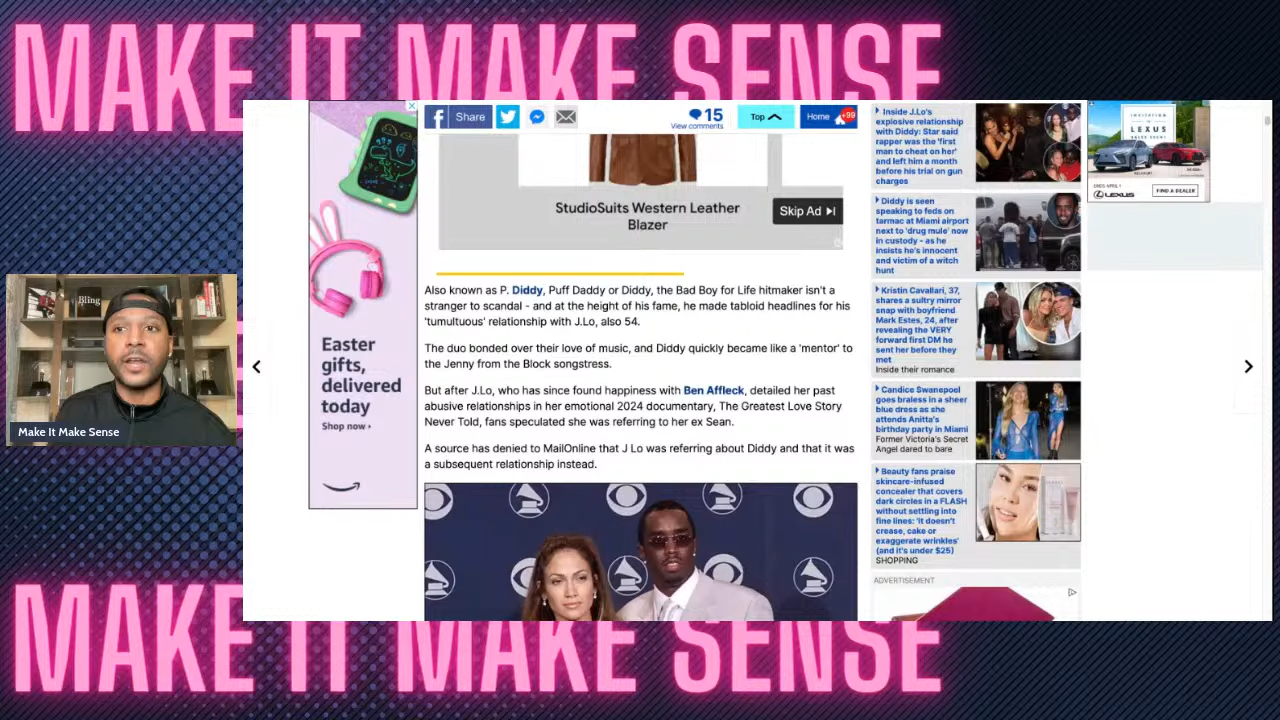 MAKE IT MAKE SENSE
Bling
Make It Make Sense
Easter
gifts,
delivered
today
Shop now ›
Share
15
View comments
Top
Home
+99
StudioSuits Western Leather
Blazer
Skip Ad
Also known as P. Diddy, Puff Daddy or Diddy, the Bad Boy for Life hitmaker isn't a
stranger to scandal - and at the height of his fame, he made tabloid headlines for his
'tumultuous' relationship with J.Lo, also 54.
The duo bonded over their love of music, and Diddy quickly became like a 'mentor' to
the Jenny from the Block songstress.
But after J.Lo, who has since found happiness with Ben Affleck, detailed her past
abusive relationships in her emotional 2024 documentary, The Greatest Love Story
Never Told, fans speculated she was referring to her ex Sean.
A source has denied to MailOnline that J Lo was referring about Diddy and that it was
a subsequent relationship instead.
Inside J.Lo's
explosive relationship
with Diddy: Star said
rapper was the 'first
man to cheat on her'
and left him a month
before his trial on gun
charges
Diddy is seen
speaking to feds on
tarmac at Miami airport
next to 'drug mule' now
in custody - as he
insists he's innocent
and victim of a witch
hunt
Kristin Cavallari, 37,
shares a sultry mirror
snap with boyfriend
Mark Estes, 24, after
revealing the VERY
forward first DM he
sent her before they
met
Inside their romance
Candice Swanepoel
goes braless in a sheer
blue dress as she
attends Anitta's
birthday party in Miami
Former Victoria's Secret
Angel dared to bare
Beauty fans praise
skincare-infused
concealer that covers
dark circles in a FLASH
without settling into
fine lines: 'It doesn't
crease, cake or
exaggerate wrinkles'
(and it's under $25)
SHOPPING
ADVERTISEMENT
INVITATION
TO
LEXUS
SALES EVENT
ENDS APRIL 1
LEXUS
FIND A DEALER
MAKE IT MAKE SENSE